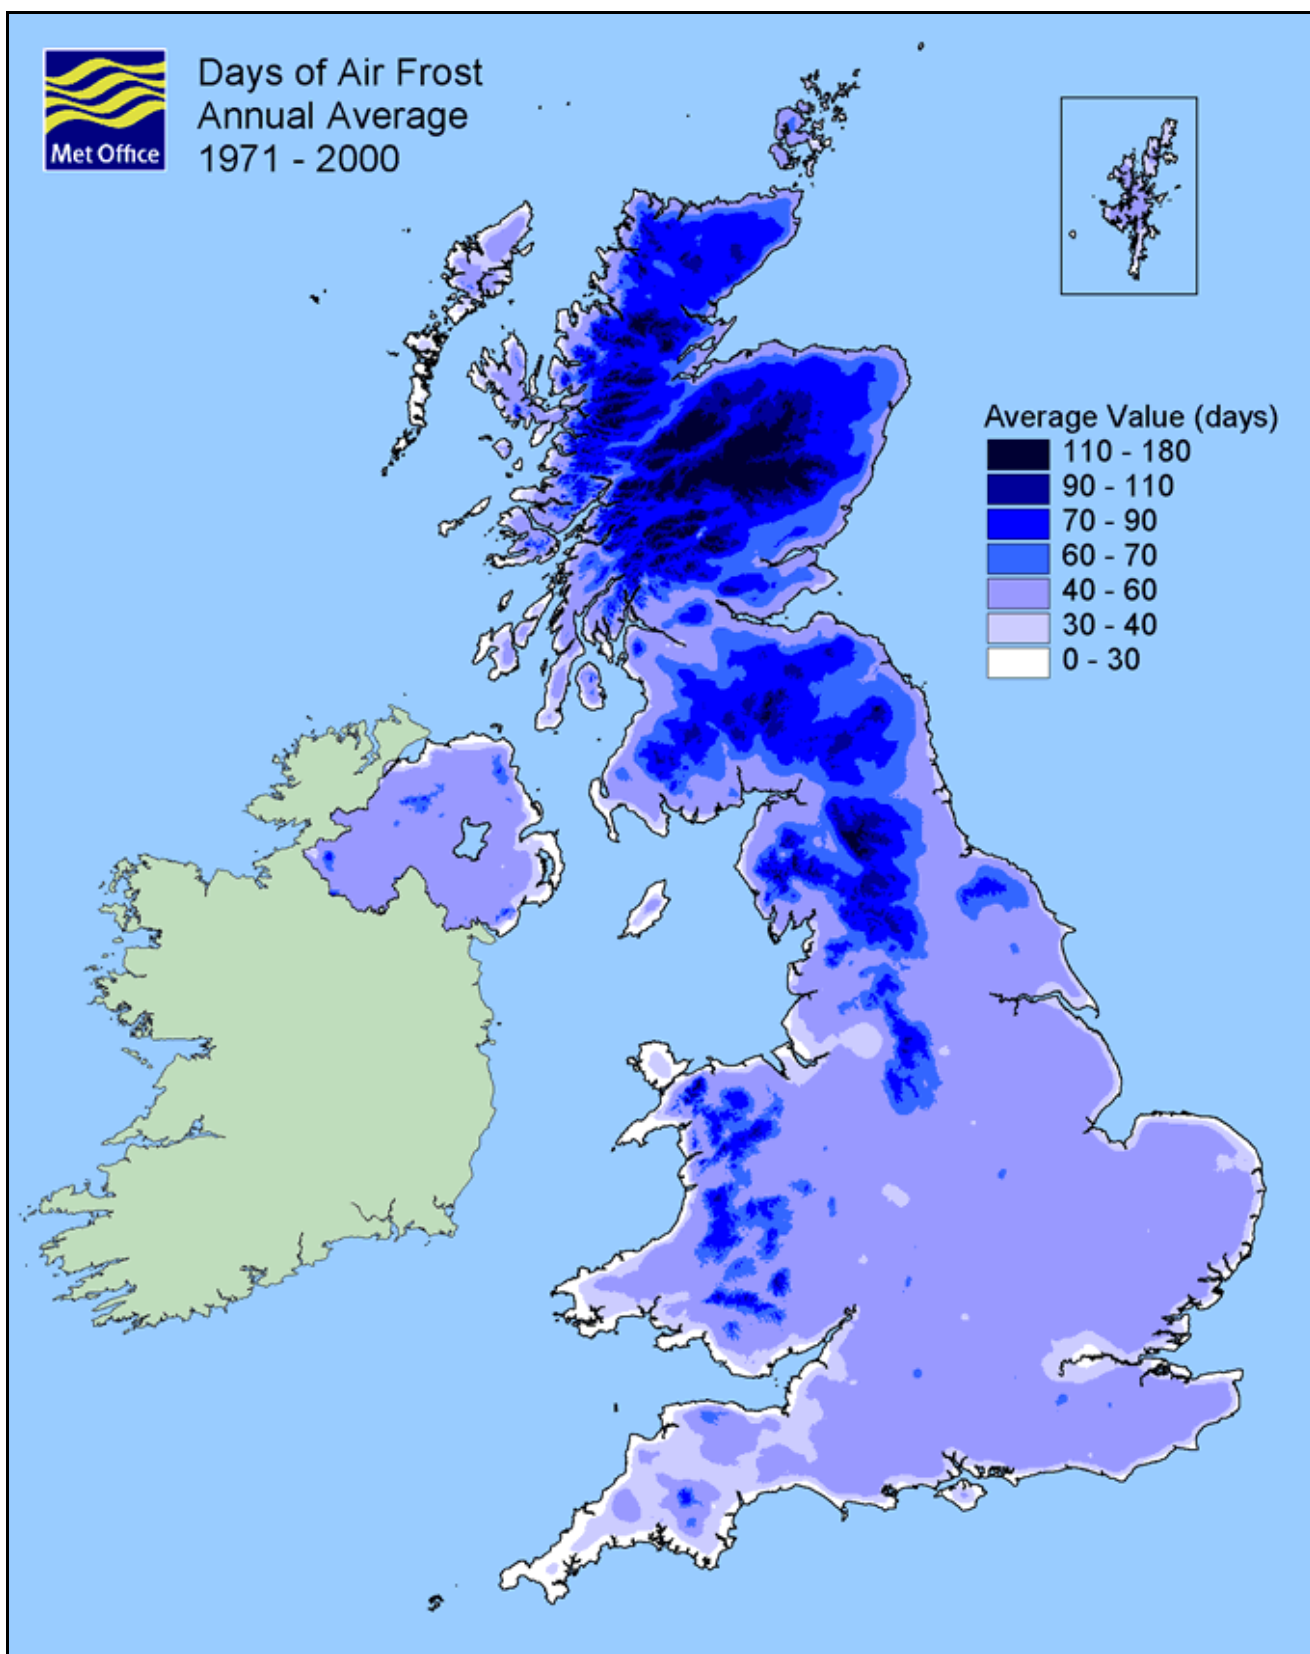 Met Office
Days of Air Frost
Annual Average
1971 - 2000
Average Value (days)
110 - 180
90 - 110
70 - 90
60 - 70
40 - 60
30 - 40
0 - 30